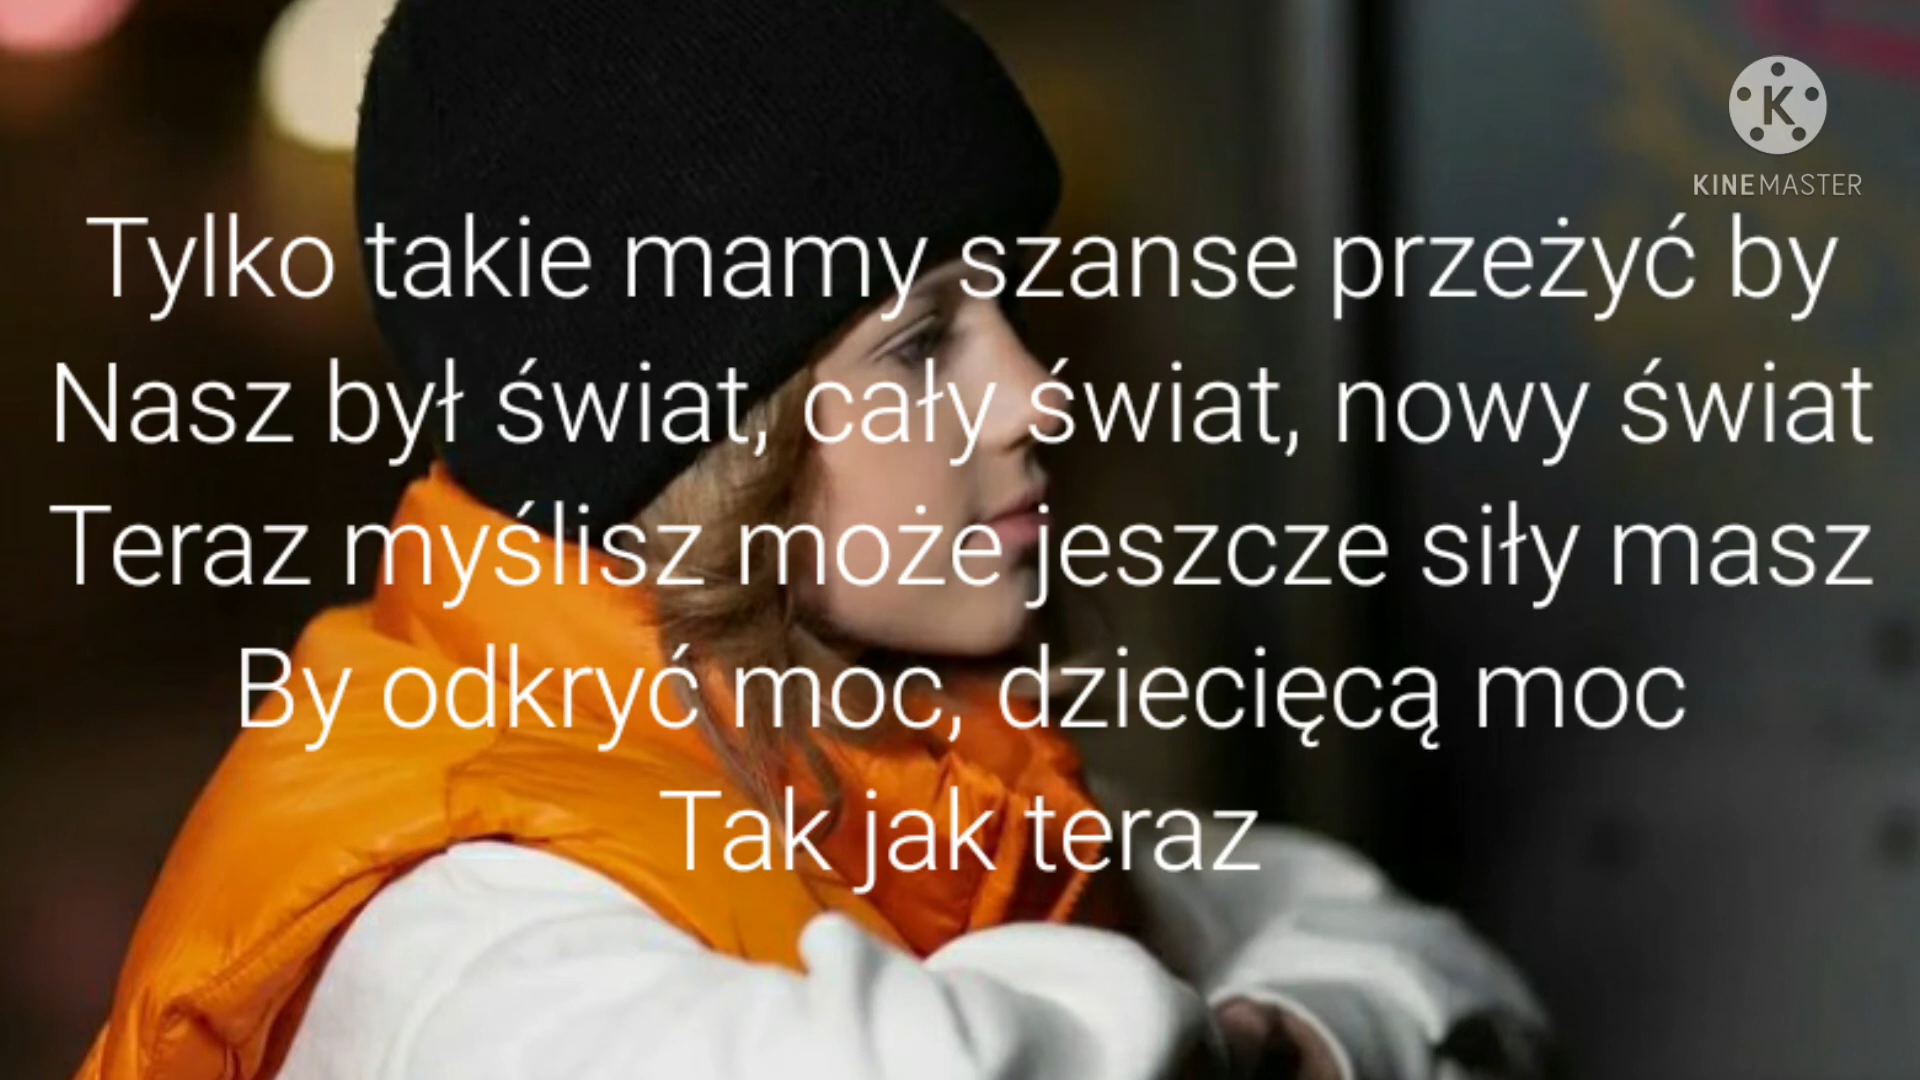 KINEMASTER
Tylko takie mamy szanse przeżyć by
Nasz był świat, cały świat, nowy świat
Teraz myślisz może jeszcze siły masz
By odkryć moc, dziecięcą moc
Tak jak teraz